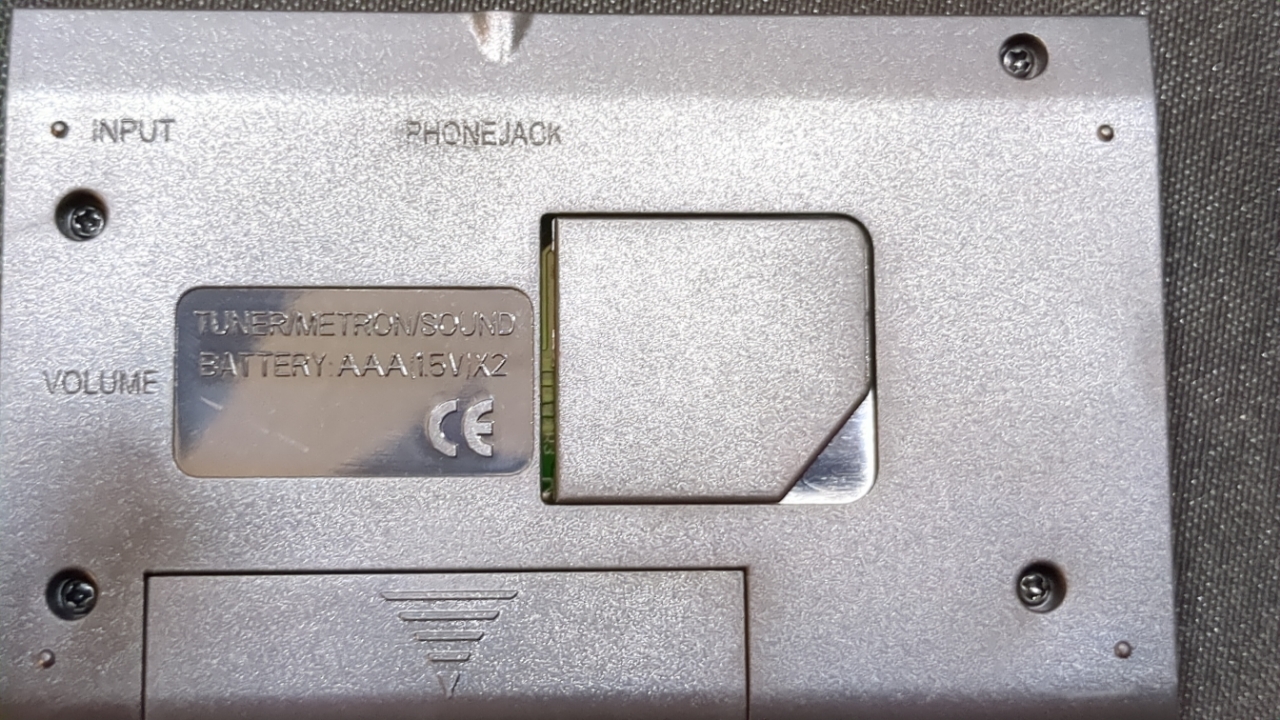 INPUT
PHONEJACK
TUNER/METRON/SOUND
BATTERY:AAA(1.5V)X2
VOLUME
CE